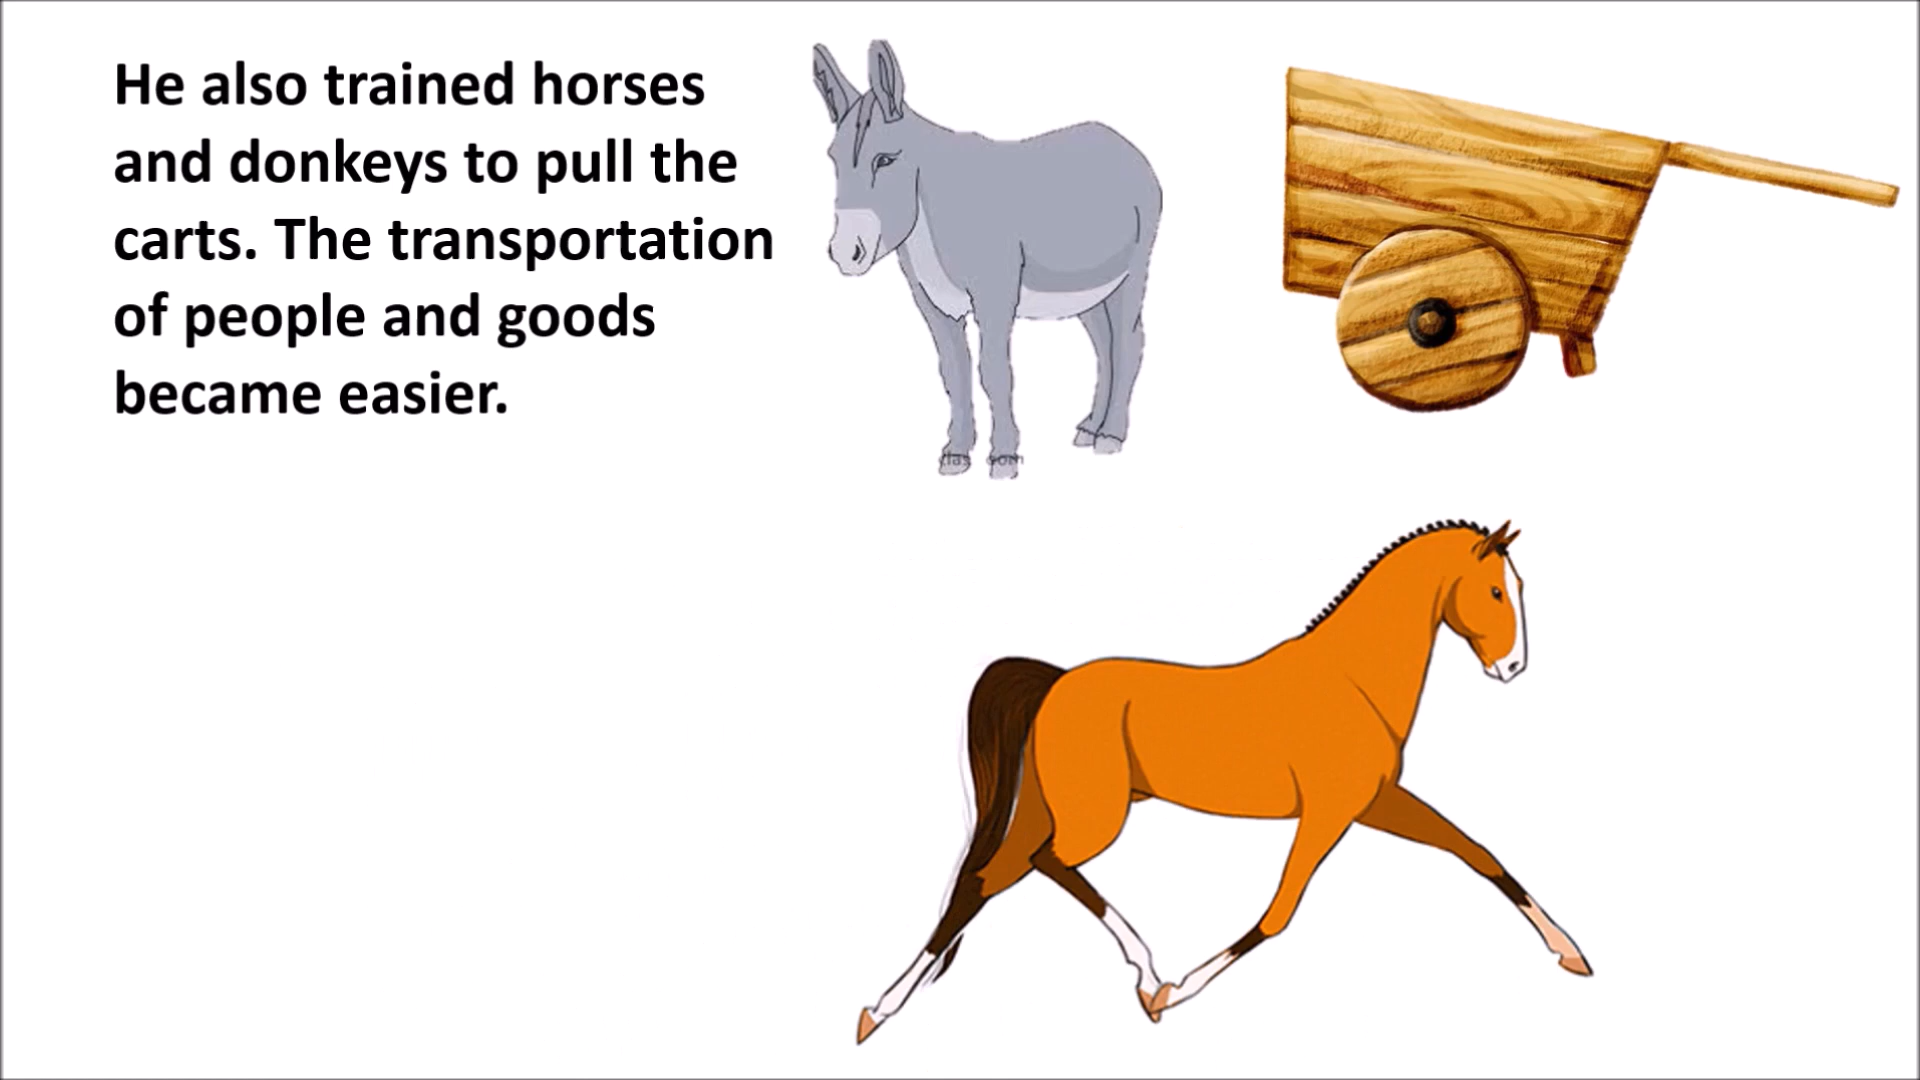 He also trained horses
and donkeys to pull the
carts. The transportation
of people and goods
became easier.